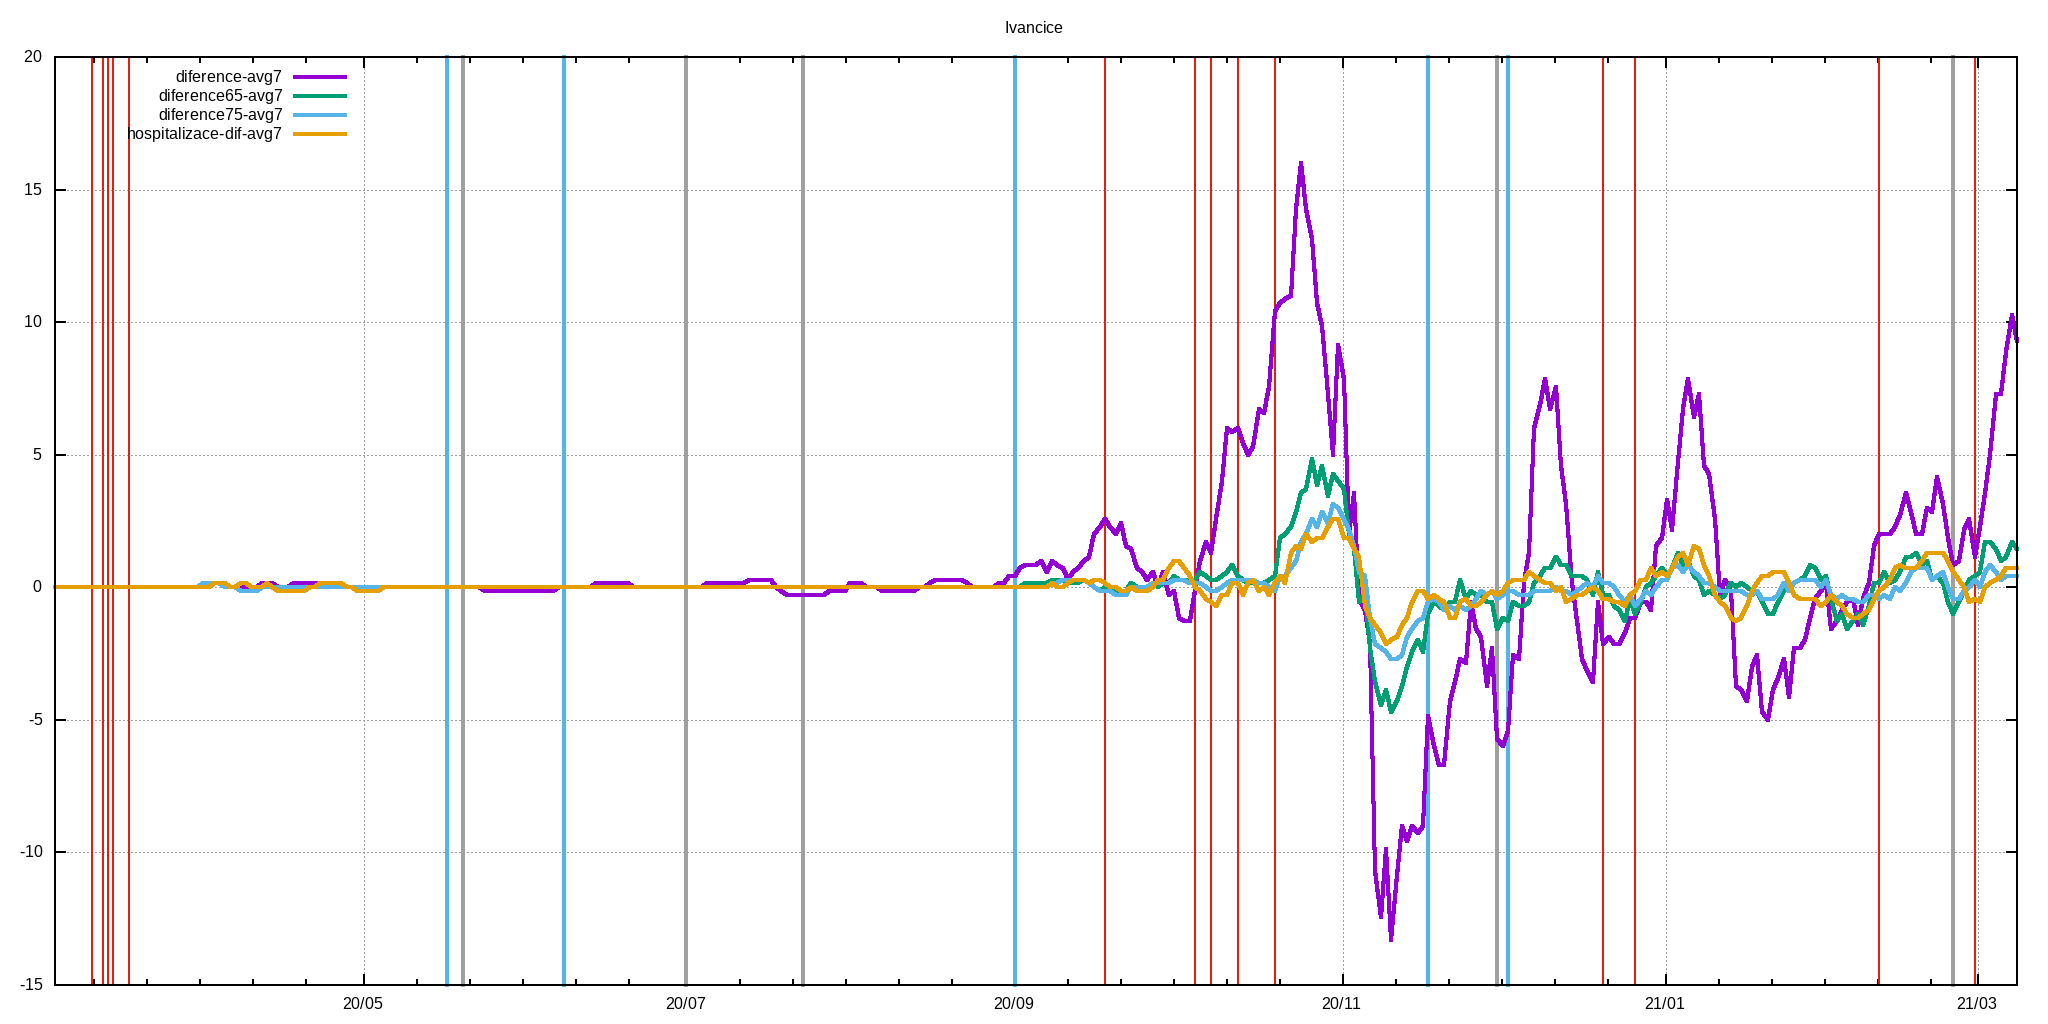 Ivancice
20
diference-avg7
diference65-avg7
diference75-avg7
hospitalizace-dif-avg7
15
10
5
0
-5
-10
-15
20/05 20/07 20/09 20/11 21/01 21/03